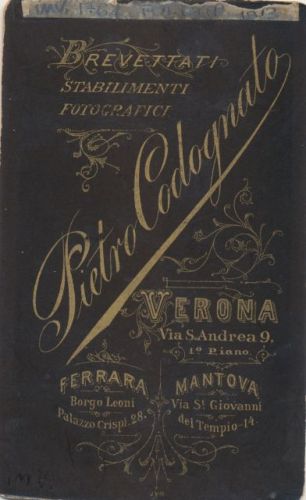 BREVETTATI
STABILIMENTI
FOTOGRAFICI
Pietro Codognato
VERONA
Via S. Andrea 9.
1º Piano.
FERRARA
Borgo Leoni
Palazzo Crispi. 28.
MANTOVA
Via St Giovanni
del Tempio-14.